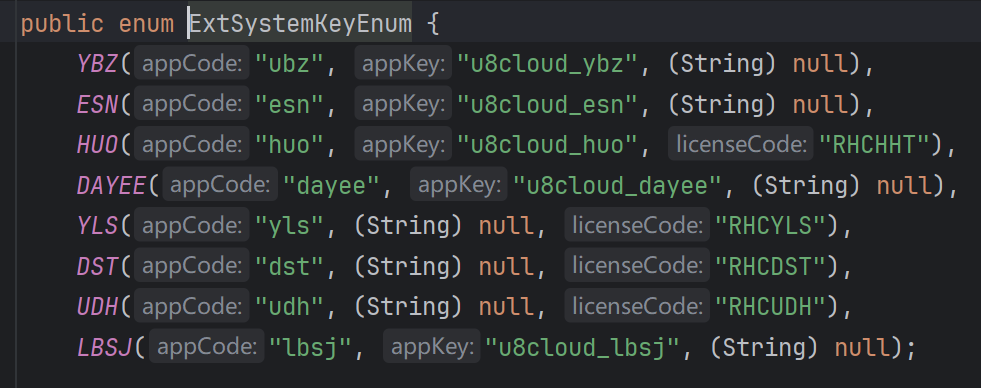 public enum ExtSystemKeyEnum {
YBZ( appCode: "ubz", appKey: "u8cloud_ybz", (String) null),
ESN( appCode: "esn", appKey: "u8cloud_esn", (String) null),
HUO( appCode: "huo", appKey: "u8cloud_huo", licenseCode: "RHCHHT"),
DAYEE( appCode: "dayee", appKey: "u8cloud_dayee", (String) null),
YLS( appCode: "yls", (String) null, licenseCode: "RHCYLS"),
DST( appCode: "dst", (String) null, licenseCode: "RHCDST"),
UDH( appCode: "udh", (String) null, licenseCode: "RHCUDH"),
LBSJ( appCode: "lbsj", appKey: "u8cloud_lbsj", (String) null);